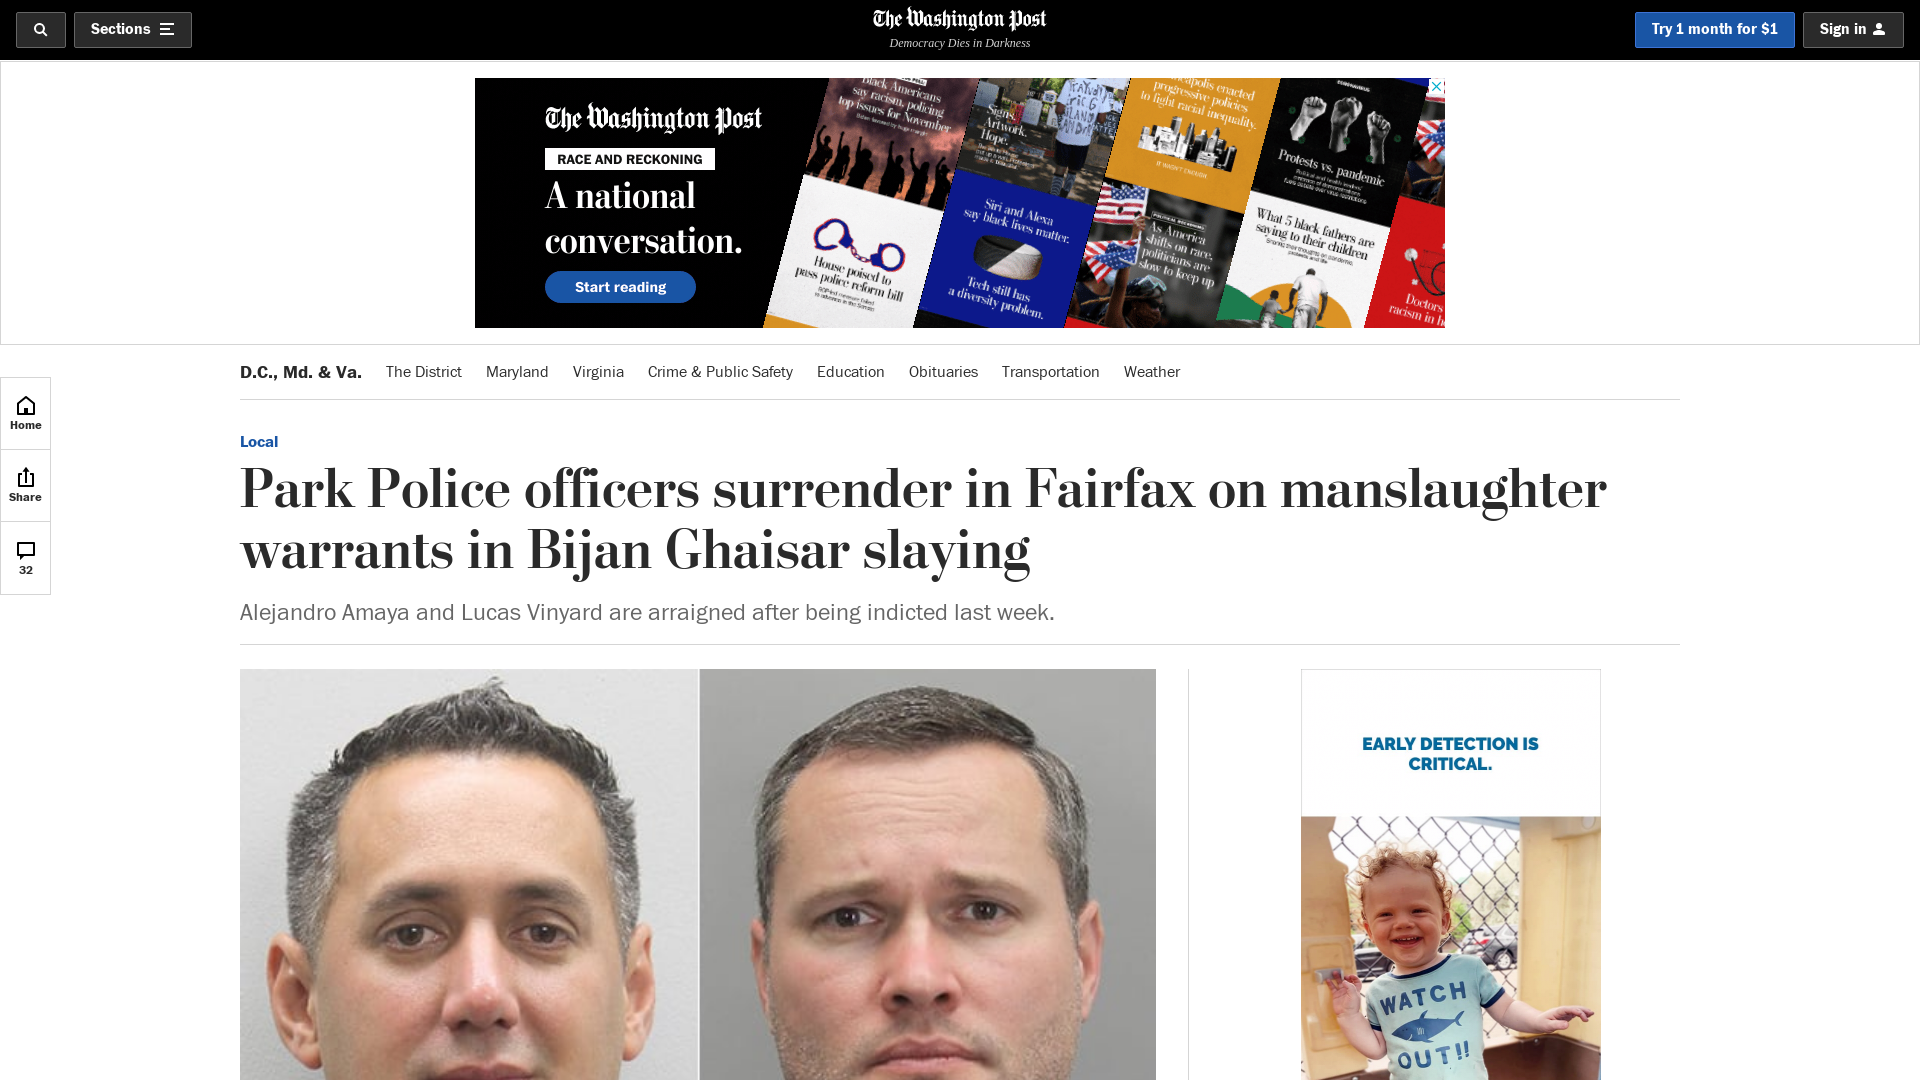 Sections
The Washington Post
Democracy Dies in Darkness
Try 1 month for $1
Sign in
The Washington Post
RACE AND RECKONING
A national
conversation.
Start reading
Black Americans
say racism, policing
top issues for November
House poised to
pass police reform bill
Signs.
Artwork.
Hope.
Siri and Alexa
say black lives matter.
Tech still has
a diversity problem.
progressive policies
to fight racial inequality.
IT WASN'T ENOUGH.
As America
shifts on race,
politicians are
slow to keep up
Protests vs. pandemic
What 5 black fathers are
saying to their children
Doctors
racism in
D.C., Md. & Va.
The District
Maryland
Virginia
Crime & Public Safety
Education
Obituaries
Transportation
Weather
Home
Share
32
Local
Park Police officers surrender in Fairfax on manslaughter
warrants in Bijan Ghaisar slaying
Alejandro Amaya and Lucas Vinyard are arraigned after being indicted last week.
EARLY DETECTION IS
CRITICAL.
WATCH
OUT!!